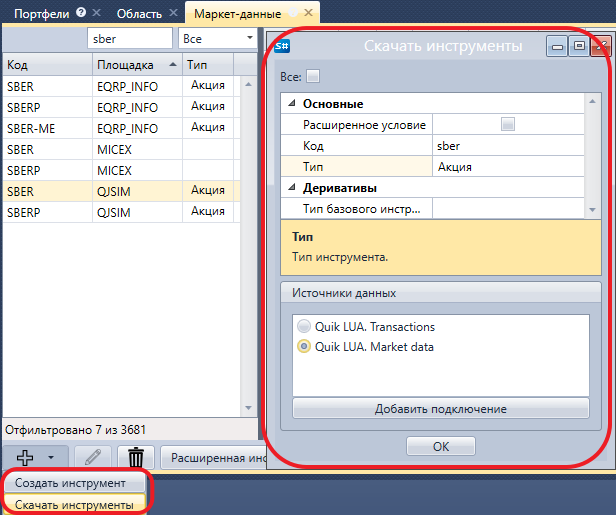 Портфели
Область
Маркет-данные
sber
Все
Код Площадка Тип
SBER EQRP_INFO Акция
SBERP EQRP_INFO Акция
SBER-ME EQRP_INFO Акция
SBER MICEX
SBERP MICEX
SBER QJSIM Акция
SBERP QJSIM Акция
Отфильтровано 7 из 3681
Расширенная инс
Создать инструмент
Скачать инструменты
S# Скачать инструменты
Все:
Основные
Расширенное условие
Код sber
Тип Акция
Деривативы
Тип базового инстр...
Тип
Тип инструмента.
Источники данных
Quik LUA. Transactions
Quik LUA. Market data
Добавить подключение
OK